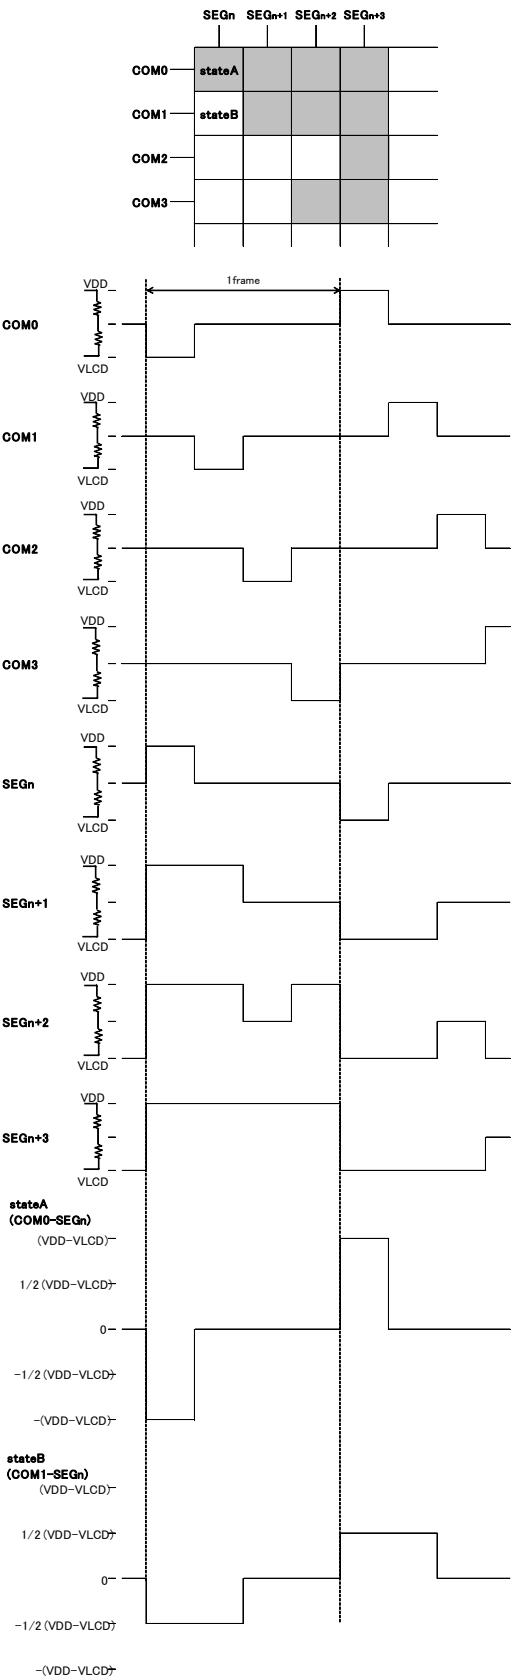 SEGn SEGn+1 SEGn+2 SEGn+3
COM0 stateA
COM1 stateB
COM2
COM3
1frame
VDD
COM0
VLCD
VDD
COM1
VLCD
VDD
COM2
VLCD
VDD
COM3
VLCD
VDD
SEGn
VLCD
VDD
SEGn+1
VLCD
VDD
SEGn+2
VLCD
VDD
SEGn+3
VLCD
stateA
(COM0-SEGn)
(VDD-VLCD)
1/2(VDD-VLCD)
0
-1/2(VDD-VLCD)
-(VDD-VLCD)
stateB
(COM1-SEGn)
(VDD-VLCD)
1/2(VDD-VLCD)
0
-1/2(VDD-VLCD)
-(VDD-VLCD)